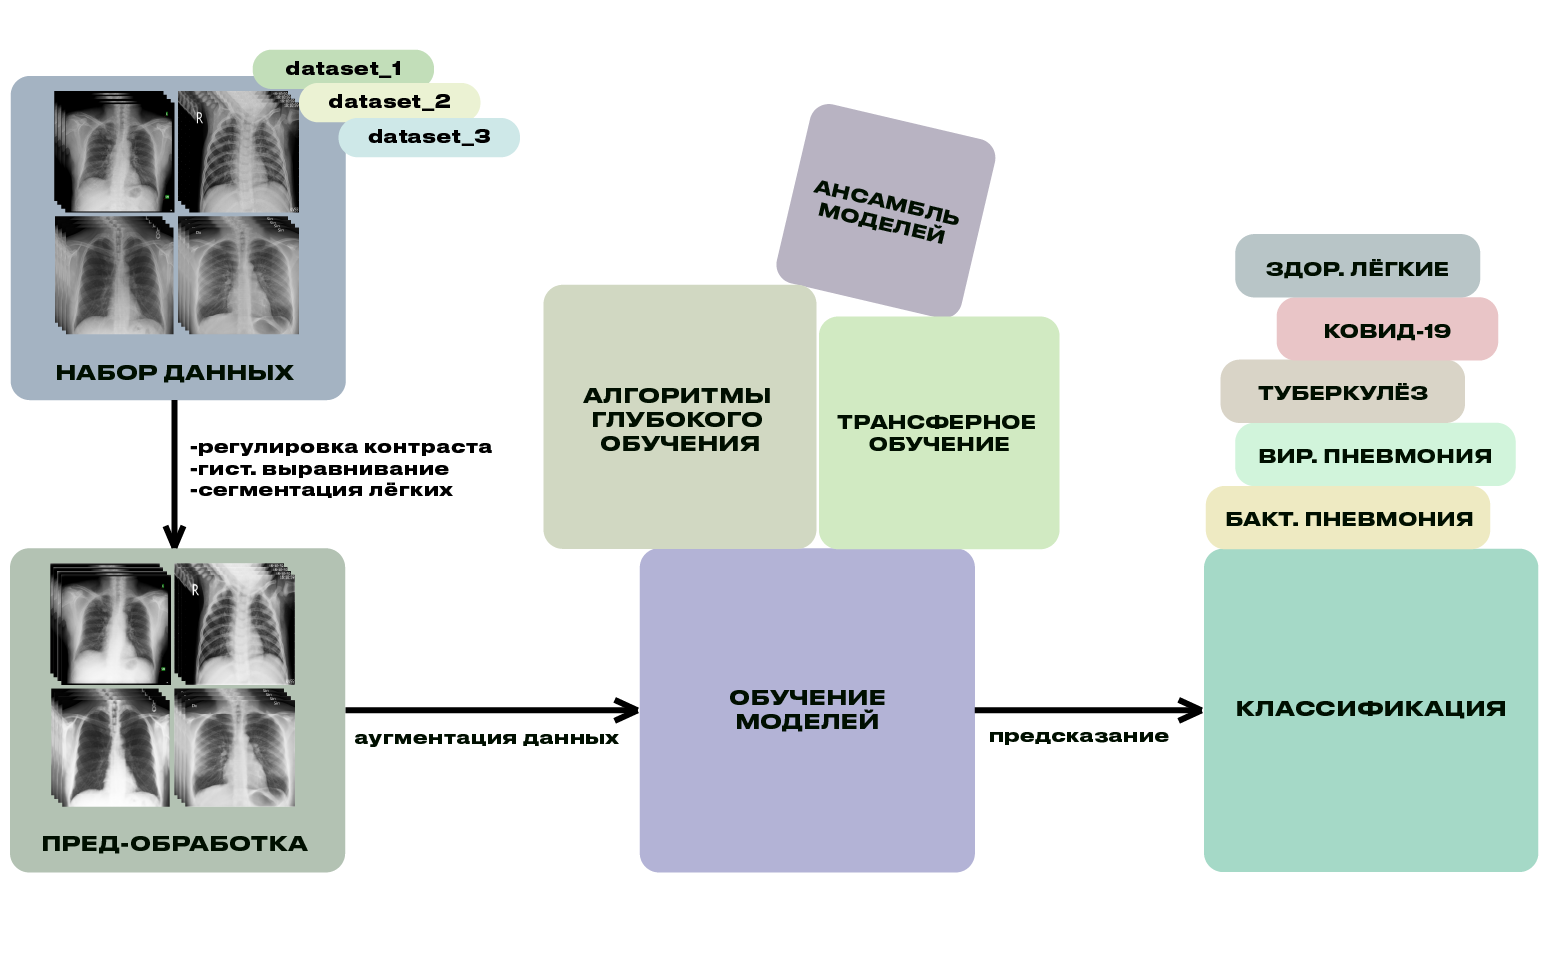 dataset_1
dataset_2
dataset_3
R
НАБОР ДАННЫХ
-регулировка контраста
-гист. выравнивание
-сегментация лёгких
R
ПРЕД-ОБРАБОТКА
аугментация данных
АНСАМБЛЬ
МОДЕЛЕЙ
АЛГОРИТМЫ
ГЛУБОКОГО
ОБУЧЕНИЯ
ТРАНСФЕРНОЕ
ОБУЧЕНИЕ
ОБУЧЕНИЕ
МОДЕЛЕЙ
предсказание
ЗДОР. ЛЁГКИЕ
КОВИД-19
ТУБЕРКУЛЁЗ
ВИР. ПНЕВМОНИЯ
БАКТ. ПНЕВМОНИЯ
КЛАССИФИКАЦИЯ